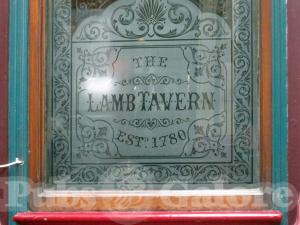 THE
LAMB TAVERN
EST. 1780
Pubs Galore